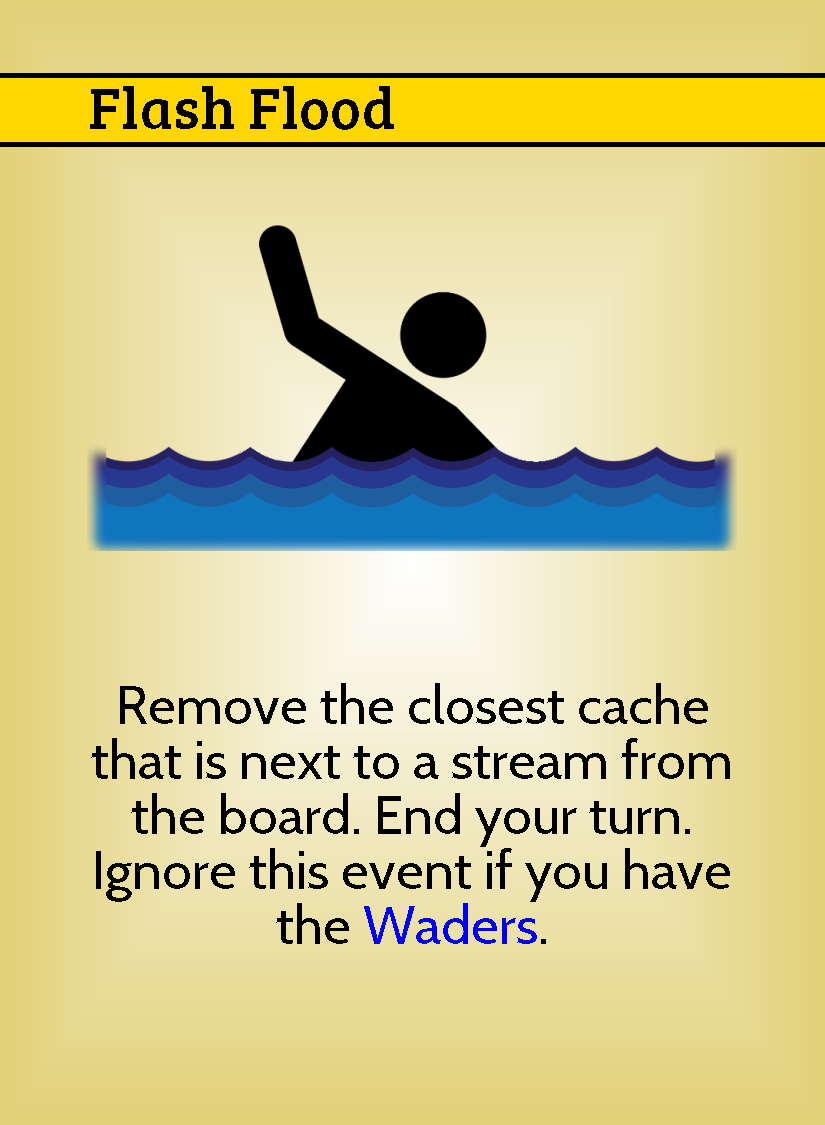 Flash Flood
Remove the closest cache
that is next to a stream from
the board. End your turn.
Ignore this event if you have
the Waders.